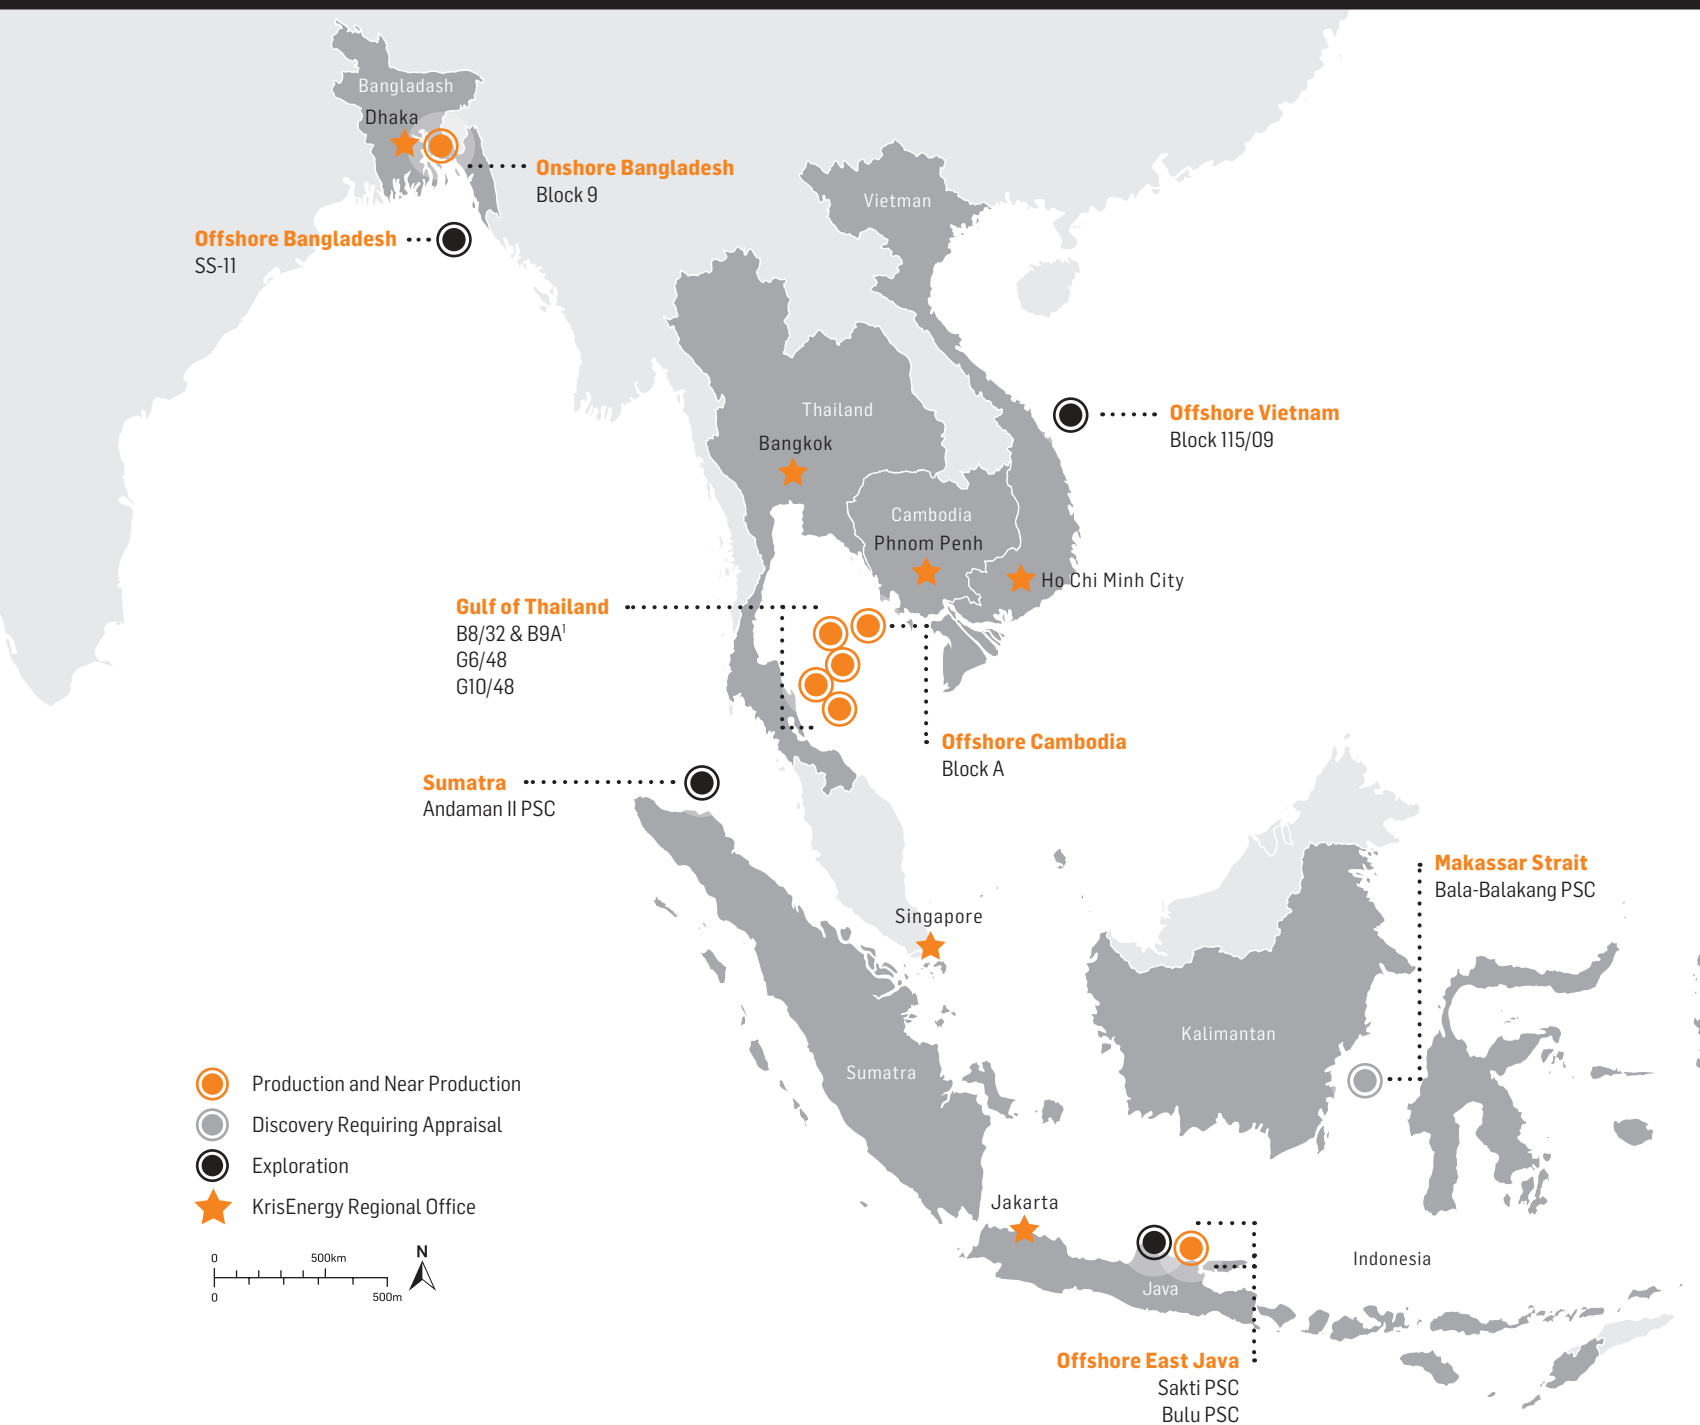 Bangladash
Dhaka
Onshore Bangladesh
Block 9
Offshore Bangladesh
SS-11
Vietman
Offshore Vietnam
Block 115/09
Thailand
Bangkok
Cambodia
Phnom Penh
Ho Chi Minh City
Gulf of Thailand
B8/32 & B9A¹
G6/48
G10/48
Offshore Cambodia
Block A
Sumatra
Andaman II PSC
Makassar Strait
Bala-Balakang PSC
Singapore
Kalimantan
Sumatra
Production and Near Production
Discovery Requiring Appraisal
Exploration
KrisEnergy Regional Office
0
500km
N
0
500m
Jakarta
Indonesia
Java
Offshore East Java
Sakti PSC
Bulu PSC